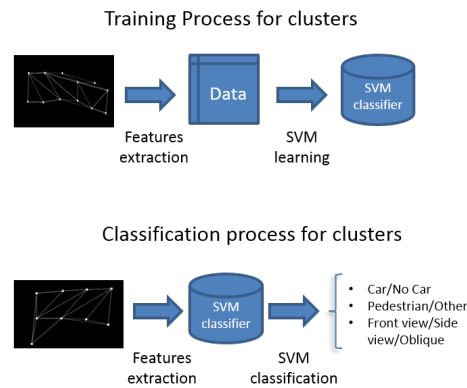 Training Process for clusters
Data
SVM
classifier
Features
extraction
SVM
learning
Classification process for clusters
SVM
classifier
• Car/No Car
• Pedestrian/Other
• Front view/Side
view/Oblique
Features
extraction
SVM
classification